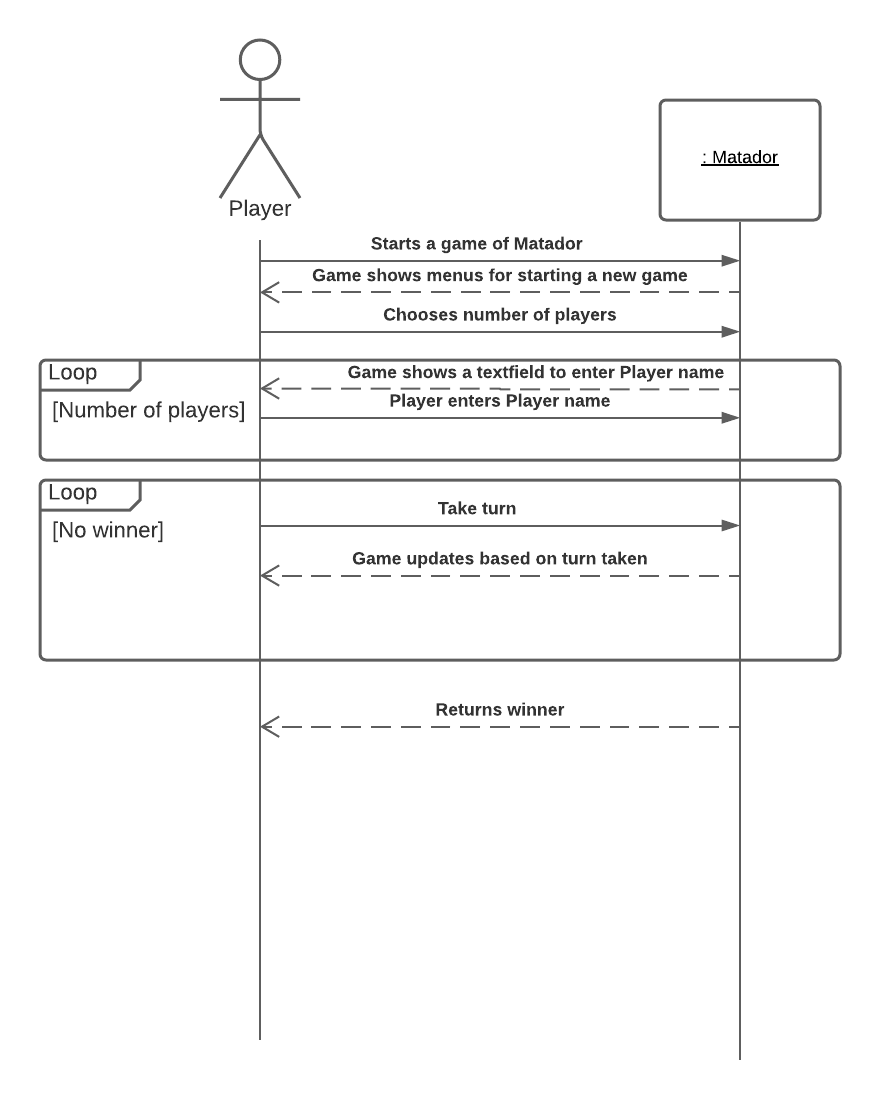 Player
: Matador
Starts a game of Matador
Game shows menus for starting a new game
Chooses number of players
Loop
Game shows a textfield to enter Player name
[Number of players]
Player enters Player name
Loop
[No winner]
Take turn
Game updates based on turn taken
Returns winner